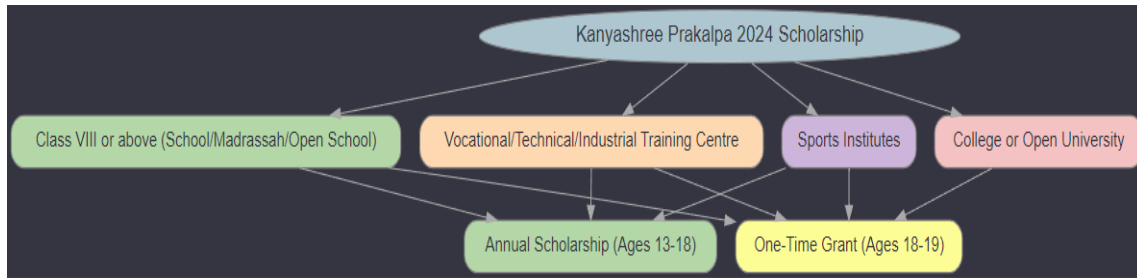 Kanyashree Prakalpa 2024 Scholarship
Class VIII or above (School/Madrassah/Open School)
Vocational/Technical/Industrial Training Centre
Sports Institutes
College or Open University
Annual Scholarship (Ages 13-18)
One-Time Grant (Ages 18-19)